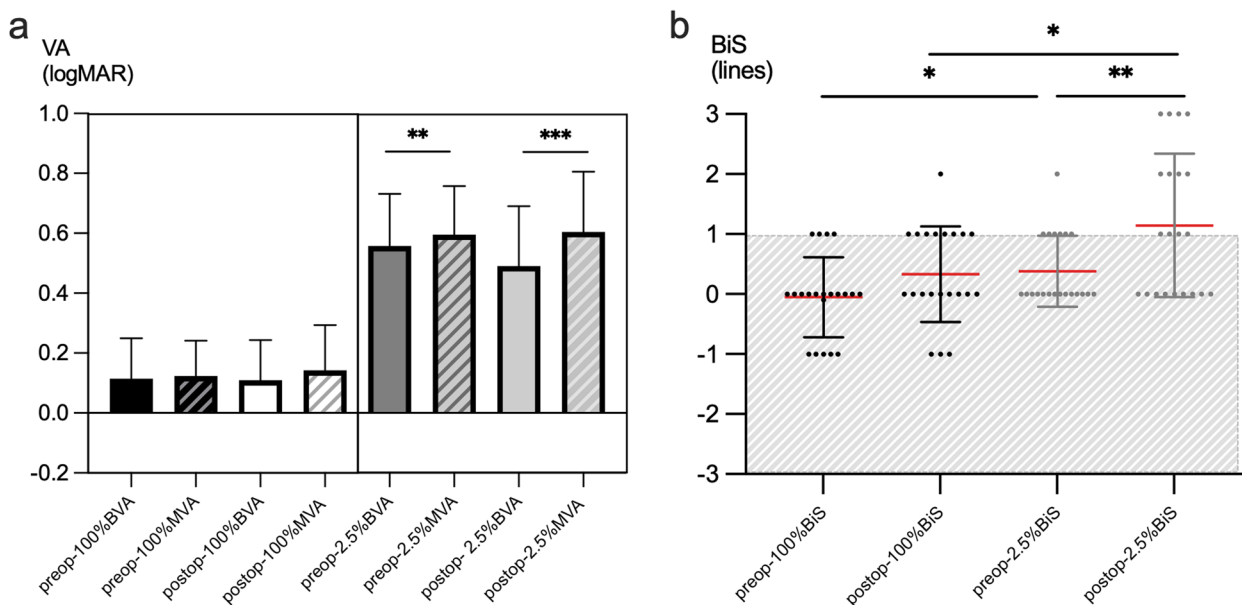 a
VA
(logMAR)
1.0
0.8
0.6
0.4
0.2
0.0
-0.2
**
***
preop-100%BVA
preop-100%MVA
postop-100%BVA
postop-100%MVA
preop-2.5%BVA
preop-2.5%MVA
postop- 2.5%BVA
postop-2.5%MVA
b
BiS
(lines)
*
*
**
3
2
1
0
-1
-2
-3
preop-100%BiS
postop-100%BiS
preop-2.5%BiS
postop-2.5%BiS